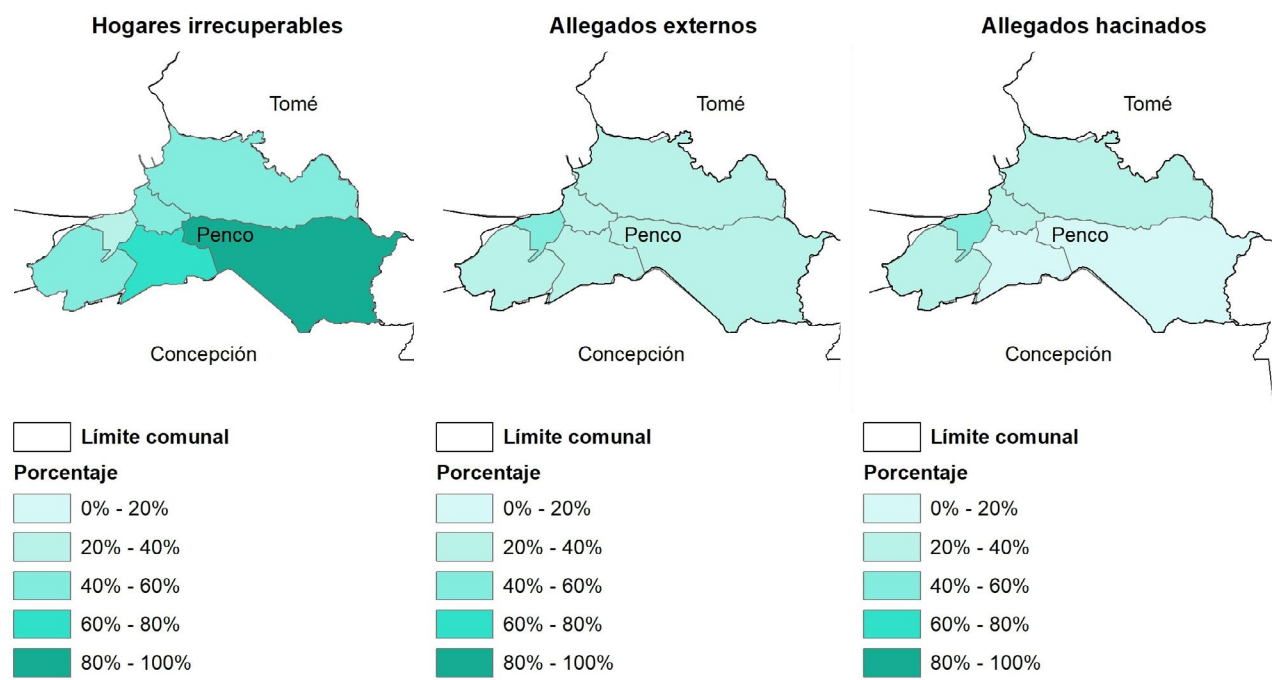 Hogares irrecuperables
Tomé
Penco
Concepción
Límite comunal
Porcentaje
0% - 20%
20% - 40%
40% - 60%
60% - 80%
80% - 100%
Allegados externos
Tomé
Penco
Concepción
Límite comunal
Porcentaje
0% - 20%
20% - 40%
40% - 60%
60% - 80%
80% - 100%
Allegados hacinados
Tomé
Penco
Concepción
Límite comunal
Porcentaje
0% - 20%
20% - 40%
40% - 60%
60% - 80%
80% - 100%